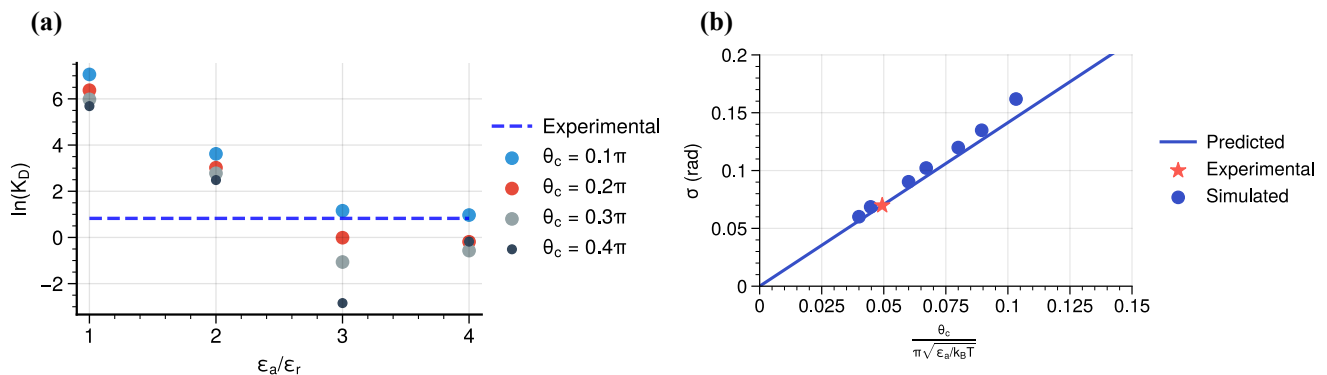 (a)
6
4
2
0
−2
ln(K_D)
1 2 3 4
ε_a/ε_r
Experimental
θ_c = 0.1π
θ_c = 0.2π
θ_c = 0.3π
θ_c = 0.4π
(b)
0.2
0.15
0.1
0.05
0
σ (rad)
0 0.025 0.05 0.075 0.1 0.125 0.15
θ_c
π√ε_a/k_BT
Predicted
Experimental
Simulated